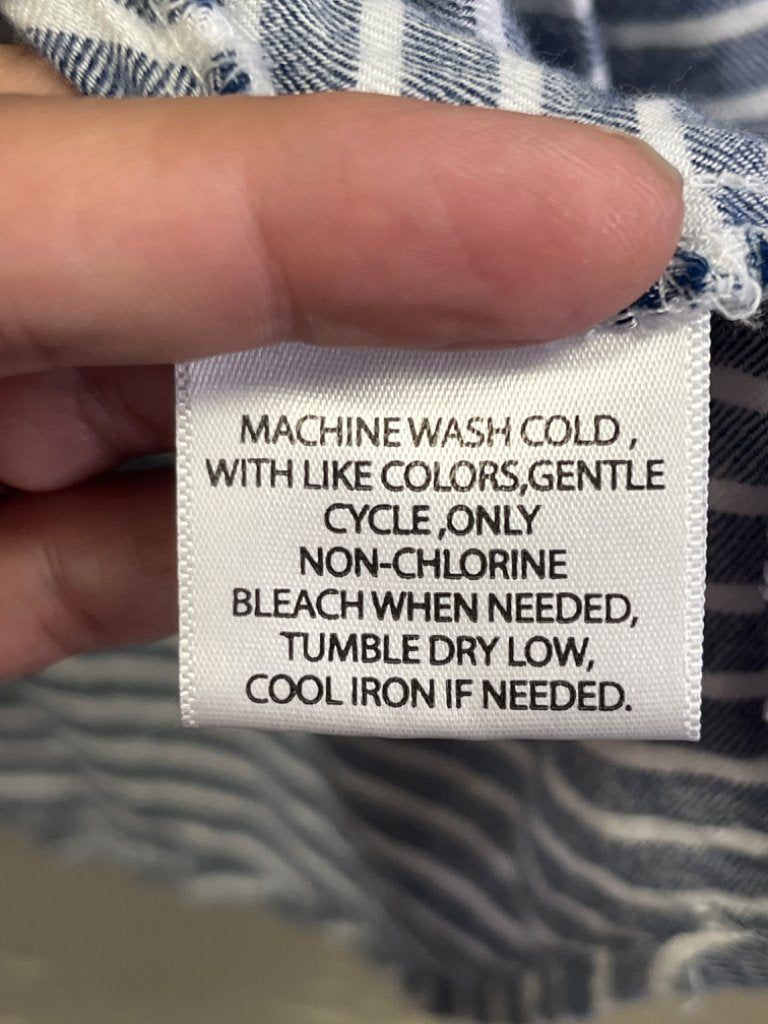 MACHINE WASH COLD ,
WITH LIKE COLORS,GENTLE
CYCLE ,ONLY
NON-CHLORINE
BLEACH WHEN NEEDED,
TUMBLE DRY LOW,
COOL IRON IF NEEDED.